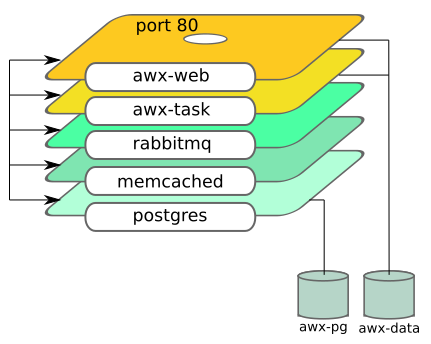 port 80
awx-web
awx-task
rabbitmq
memcached
postgres
awx-pg
awx-data